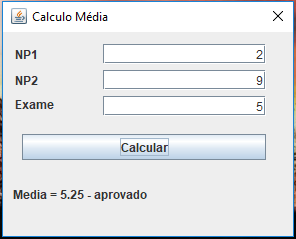 Calculo Média
NP1 2
NP2 9
Exame 5
Calcular
Media = 5.25 - aprovado